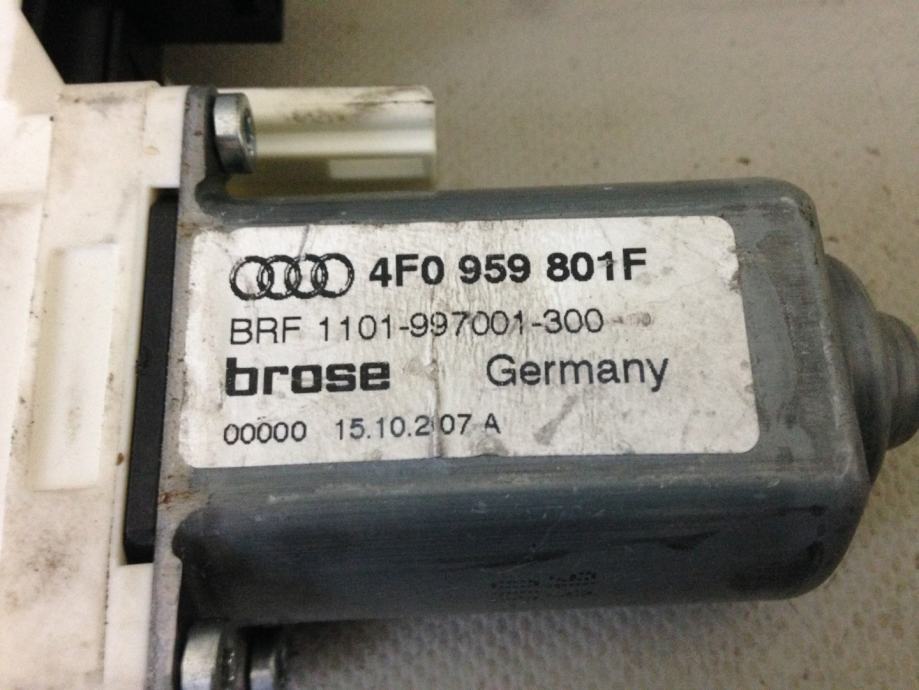 4F0 959 801F
BRF 1101-997001-300
brose Germany
00000 15.10.2007 A